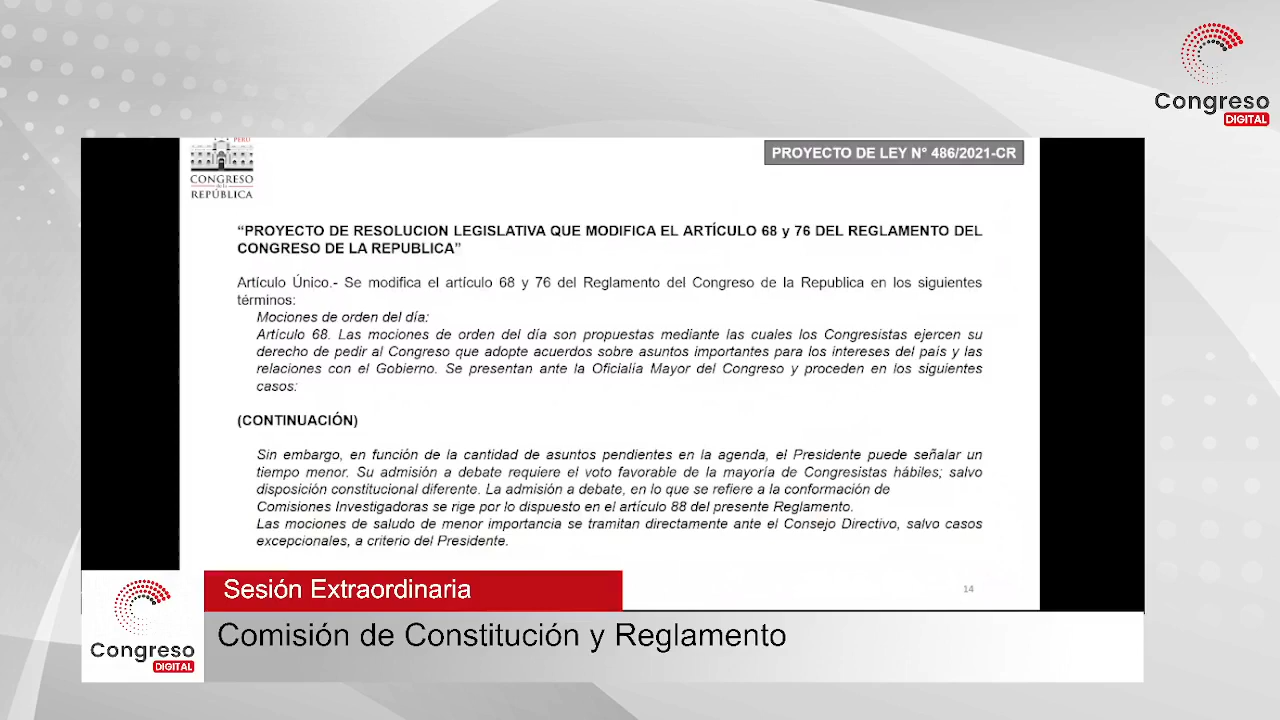 Congreso
DIGITAL
PERÚ
CONGRESO
de la
REPÚBLICA
PROYECTO DE LEY N° 486/2021-CR
“PROYECTO DE RESOLUCION LEGISLATIVA QUE MODIFICA EL ARTÍCULO 68 y 76 DEL REGLAMENTO DEL
CONGRESO DE LA REPUBLICA”
Artículo Único.- Se modifica el artículo 68 y 76 del Reglamento del Congreso de la Republica en los siguientes
términos:
Mociones de orden del día:
Artículo 68. Las mociones de orden del día son propuestas mediante las cuales los Congresistas ejercen su
derecho de pedir al Congreso que adopte acuerdos sobre asuntos importantes para los intereses del país y las
relaciones con el Gobierno. Se presentan ante la Oficialía Mayor del Congreso y proceden en los siguientes
casos:
(CONTINUACIÓN)
Sin embargo, en función de la cantidad de asuntos pendientes en la agenda, el Presidente puede señalar un
tiempo menor. Su admisión a debate requiere el voto favorable de la mayoría de Congresistas hábiles; salvo
disposición constitucional diferente. La admisión a debate, en lo que se refiere a la conformación de
Comisiones Investigadoras se rige por lo dispuesto en el artículo 88 del presente Reglamento.
Las mociones de saludo de menor importancia se tramitan directamente ante el Consejo Directivo, salvo casos
excepcionales, a criterio del Presidente.
14
Sesión Extraordinaria
Comisión de Constitución y Reglamento
Congreso
DIGITAL